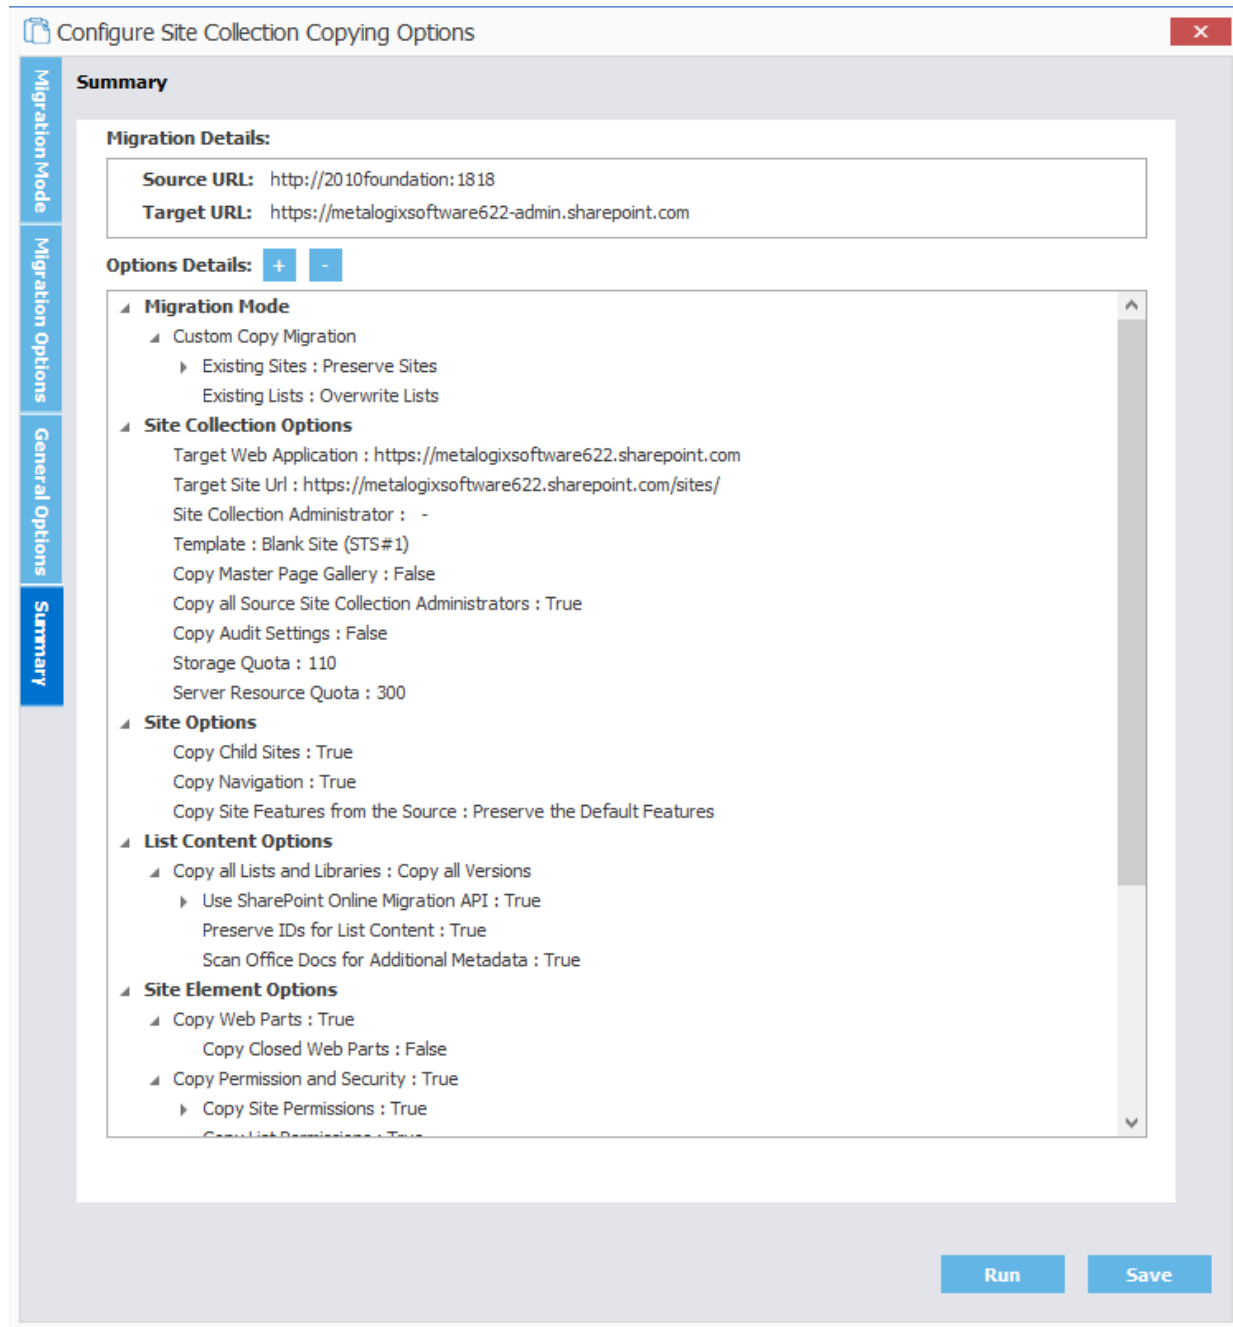 Configure Site Collection Copying Options
Migration Mode
Migration Options
General Options
Summary
Summary
Migration Details:
Source URL: http://2010foundation:1818
Target URL: https://metalogixsoftware622-admin.sharepoint.com
Options Details: + -
Migration Mode
Custom Copy Migration
Existing Sites : Preserve Sites
Existing Lists : Overwrite Lists
Site Collection Options
Target Web Application : https://metalogixsoftware622.sharepoint.com
Target Site Url : https://metalogixsoftware622.sharepoint.com/sites/
Site Collection Administrator : -
Template : Blank Site (STS#1)
Copy Master Page Gallery : False
Copy all Source Site Collection Administrators : True
Copy Audit Settings : False
Storage Quota : 110
Server Resource Quota : 300
Site Options
Copy Child Sites : True
Copy Navigation : True
Copy Site Features from the Source : Preserve the Default Features
List Content Options
Copy all Lists and Libraries : Copy all Versions
Use SharePoint Online Migration API : True
Preserve IDs for List Content : True
Scan Office Docs for Additional Metadata : True
Site Element Options
Copy Web Parts : True
Copy Closed Web Parts : False
Copy Permission and Security : True
Copy Site Permissions : True
Copy List Permissions : True
Run
Save